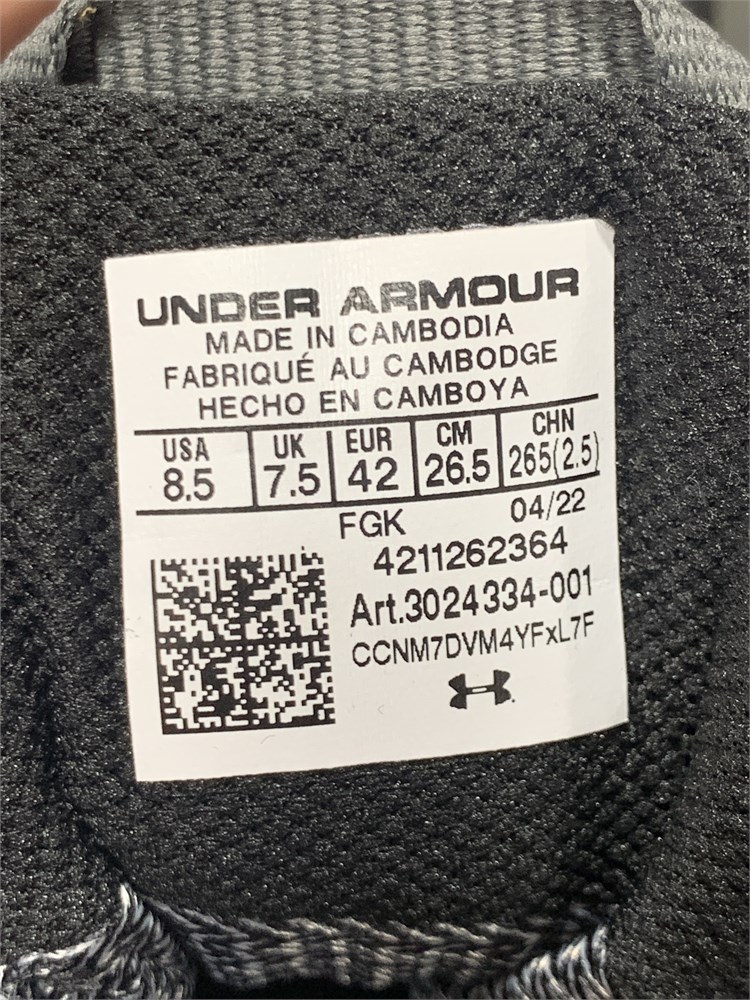 UNDER ARMOUR
MADE IN CAMBODIA
FABRIQUÉ AU CAMBODGE
HECHO EN CAMBOYA
USA UK EUR CM CHN
8.5 7.5 42 26.5 265(2.5)
FGK 04/22
4211262364
Art.3024334-001
CCNM7DVM4YFxL7F